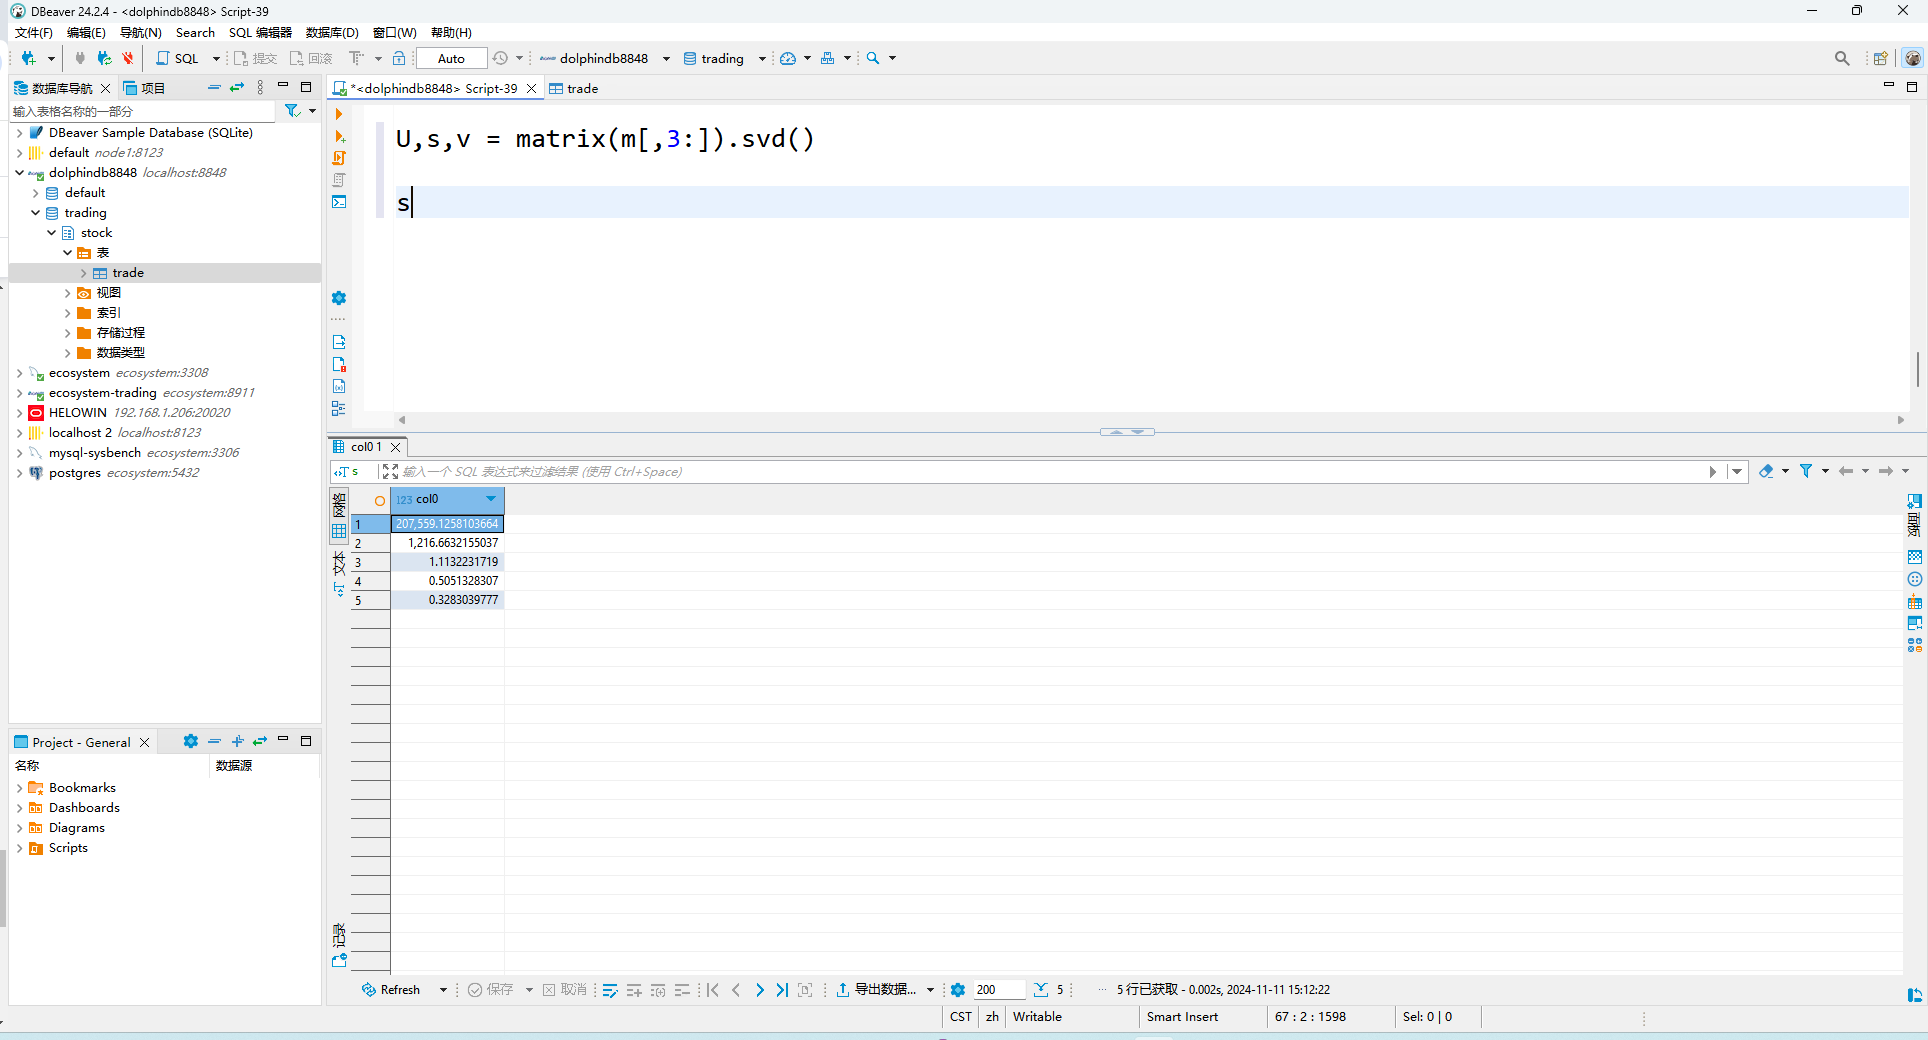 DBeaver 24.2.4 - <dolphindb8848> Script-39
文件(F) 编辑(E) 导航(N) Search SQL 编辑器 数据库(D) 窗口(W) 帮助(H)
SQL 提交 回滚 Auto dolphindb8848 trading
数据库导航 项目
输入表格名称的一部分
DBeaver Sample Database (SQLite)
default node1:8123
dolphindb8848 localhost:8848
default
trading
stock
表
trade
视图
索引
存储过程
数据类型
ecosystem ecosystem:3308
ecosystem-trading ecosystem:8911
HELOWIN 192.168.1.206:20020
localhost 2 localhost:8123
mysql-sysbench ecosystem:3306
postgres ecosystem:5432
Project - General
名称 数据源
Bookmarks
Dashboards
Diagrams
Scripts
*<dolphindb8848> Script-39 trade
U,s,v = matrix(m[,3:]).svd()
s
col0 1
s 输入一个 SQL 表达式来过滤结果 (使用 Ctrl+Space)
网格
文本
记录
面板
123 col0
1 207,559.1258103664
2 1,216.6632155037
3 1.1132231719
4 0.5051328307
5 0.3283039777
Refresh 保存 取消 导出数据... 200 5 ... 5 行已获取 - 0.002s, 2024-11-11 15:12:22
CST zh Writable Smart Insert 67 : 2 : 1598 Sel: 0 | 0